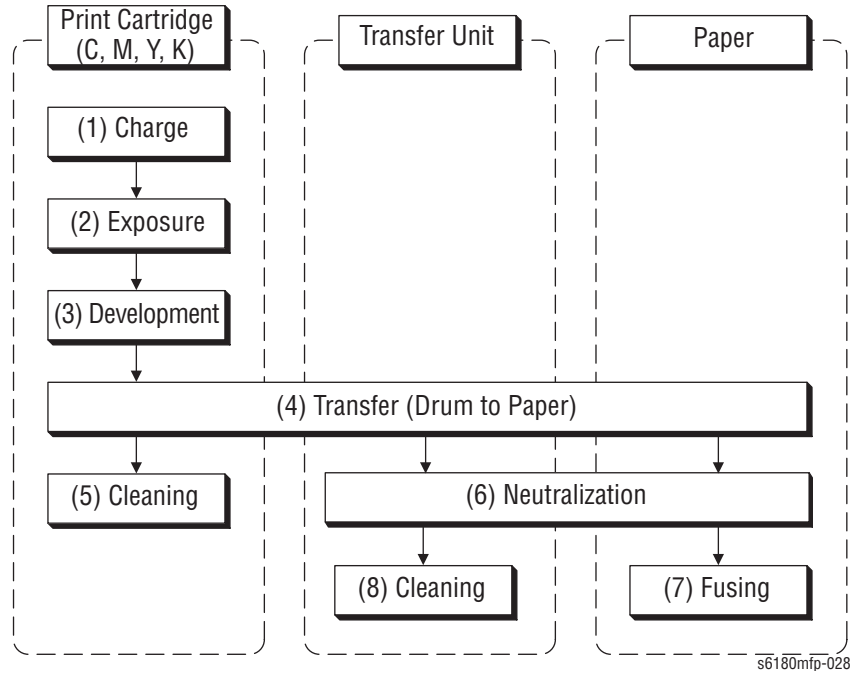 Print Cartridge
(C, M, Y, K)
Transfer Unit
Paper
(1) Charge
(2) Exposure
(3) Development
(4) Transfer (Drum to Paper)
(5) Cleaning
(6) Neutralization
(8) Cleaning
(7) Fusing
s6180mfp-028